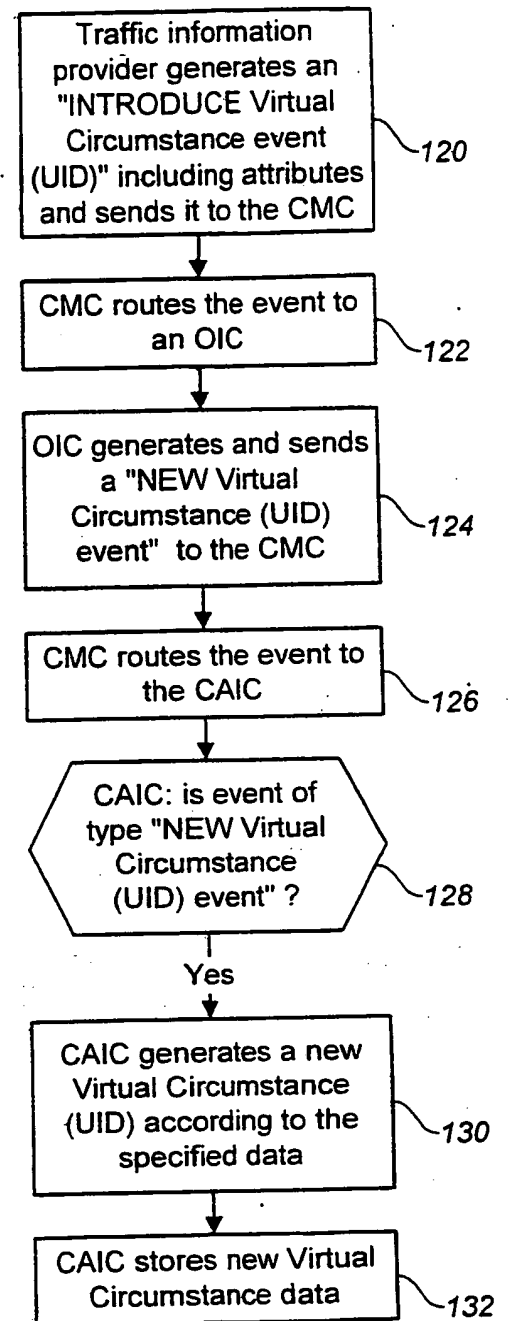 Traffic information
provider generates an
"INTRODUCE Virtual
Circumstance event
(UID)" including attributes
and sends it to the CMC
120
CMC routes the event to
an OIC
122
OIC generates and sends
a "NEW Virtual
Circumstance (UID)
event" to the CMC
124
CMC routes the event to
the CAIC
126
CAIC: is event of
type "NEW Virtual
Circumstance
(UID) event" ?
128
Yes
CAIC generates a new
Virtual Circumstance
(UID) according to the
specified data
130
CAIC stores new Virtual
Circumstance data
132